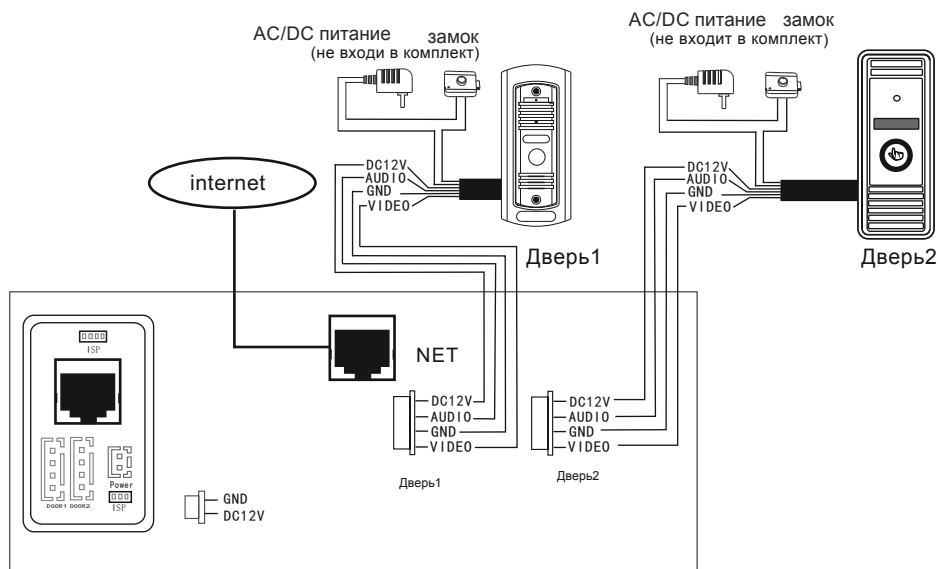 AC/DC питание замок
(не входи в комплект)
AC/DC питание замок
(не входит в комплект)
DC12V
AUDIO
GND
VIDEO
DC12V
AUDIO
GND
VIDEO
internet
Дверь1
Дверь2
ISP
NET
DC12V
AUDIO
GND
VIDEO
DC12V
AUDIO
GND
VIDEO
Дверь1
Дверь2
Power
DOOR1 DOOR2
ISP
GND
DC12V